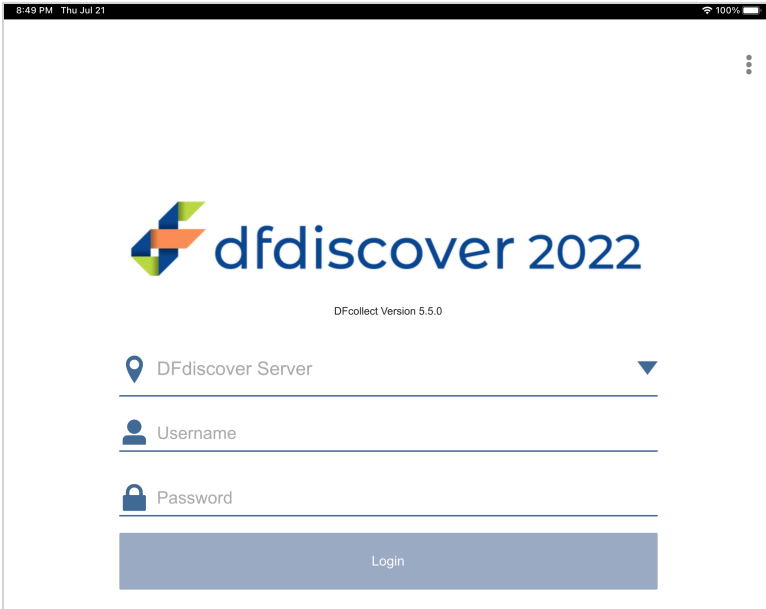 8:49 PM Thu Jul 21 100%
dfdiscover 2022
DFcollect Version 5.5.0
DFdiscover Server
Username
Password
Login